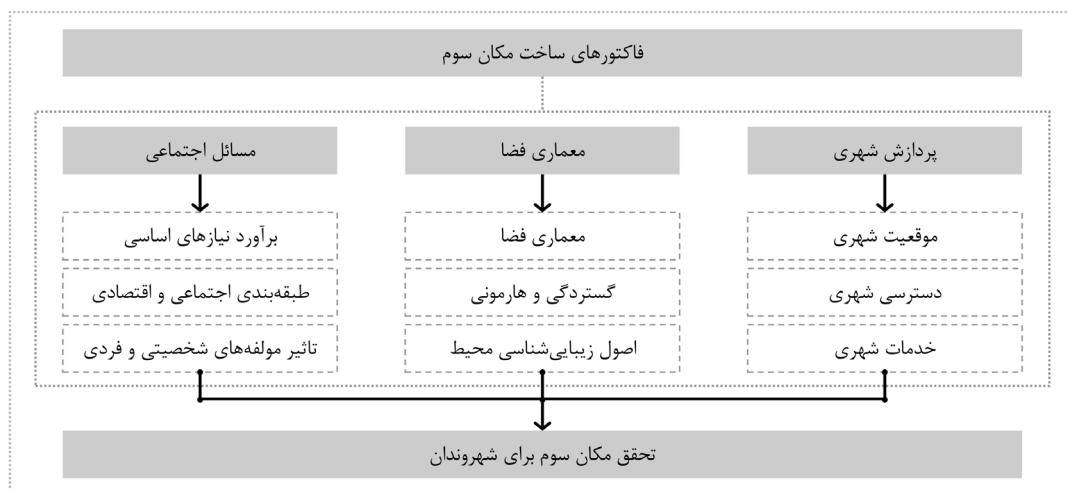 فاکتورهای ساخت مکان سوم
پردازش شهری
معماری فضا
مسائل اجتماعی
موقعیت شهری
معماری فضا
برآورد نیازهای اساسی
دسترسی شهری
گستردگی و هارمونی
طبقه‌بندی اجتماعی و اقتصادی
خدمات شهری
اصول زیبایی‌شناسی محیط
تاثیر مولفه‌های شخصیتی و فردی
تحقق مکان سوم برای شهروندان